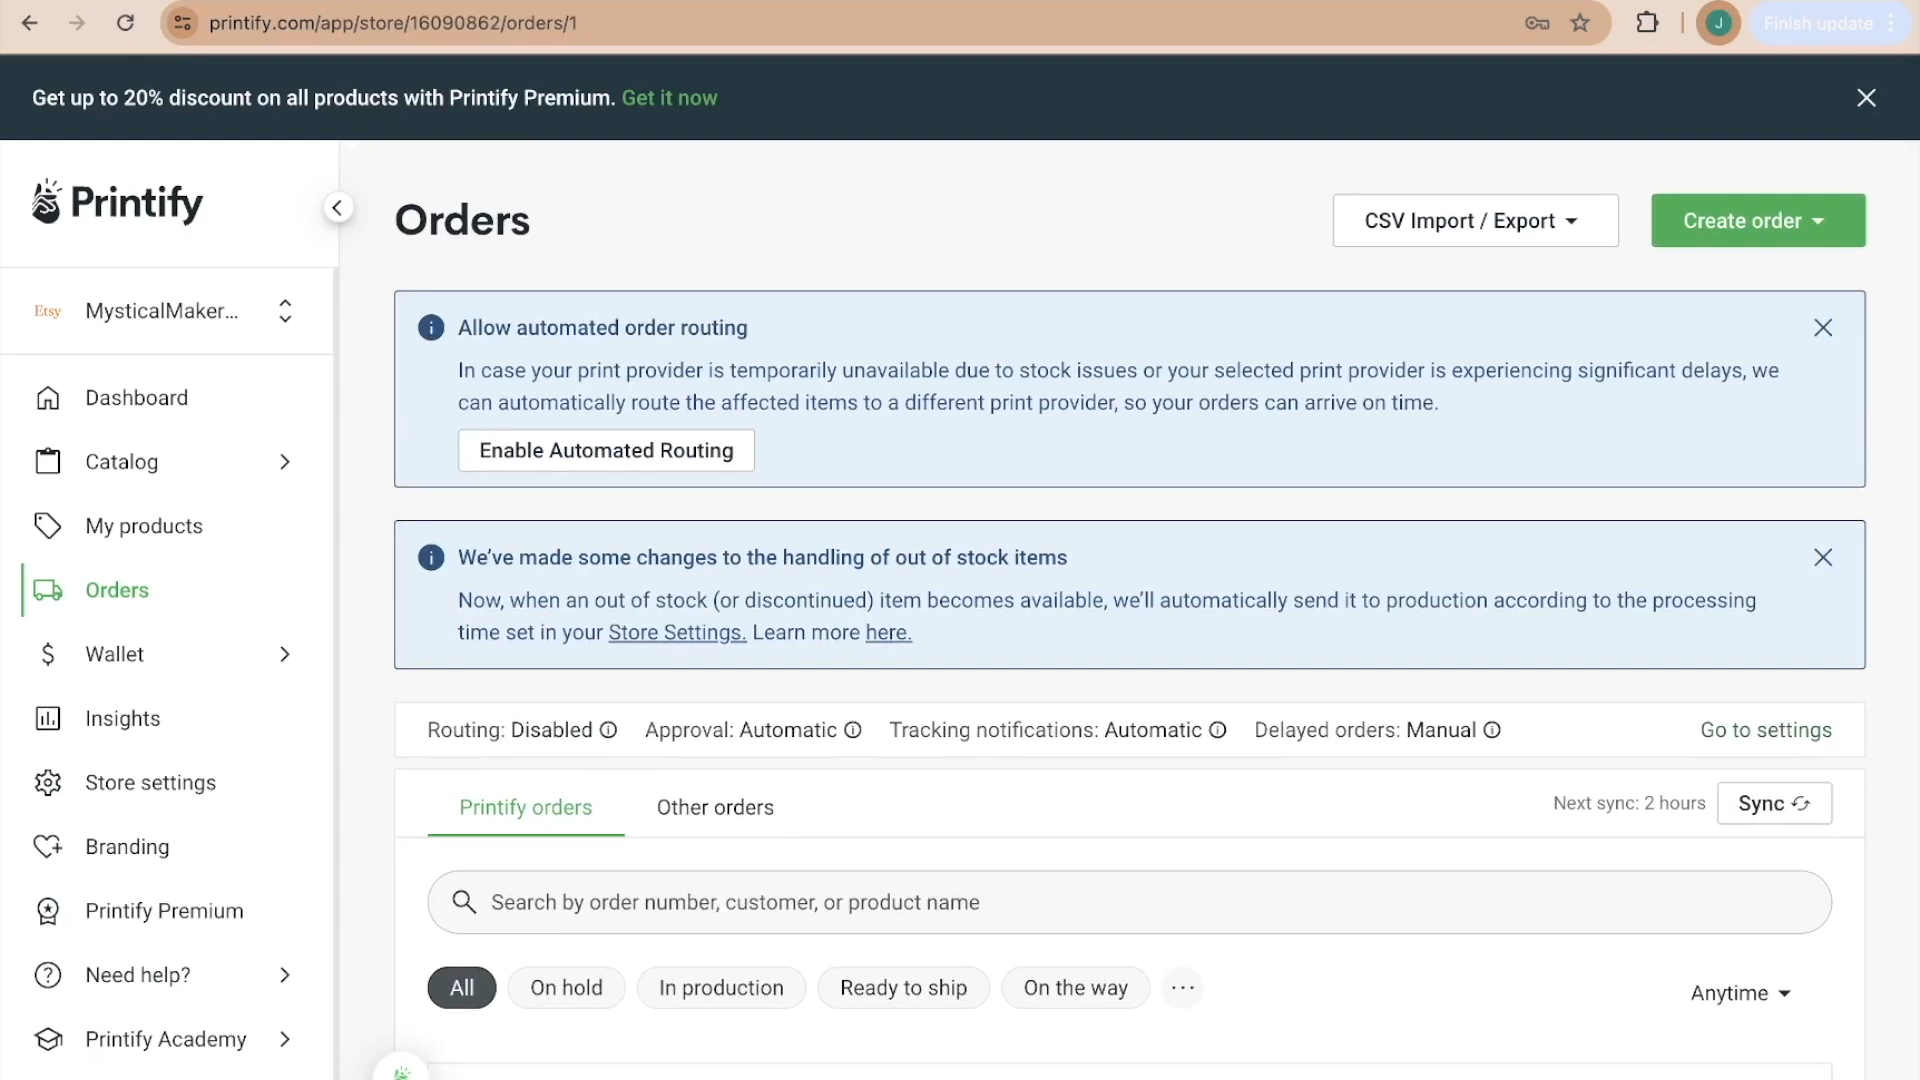 printify.com/app/store/16090862/orders/1
J
Finish update
Get up to 20% discount on all products with Printify Premium. Get it now
Printify
Etsy MysticalMaker...
Dashboard
Catalog
My products
Orders
Wallet
Insights
Store settings
Branding
Printify Premium
Need help?
Printify Academy
Orders
CSV Import / Export
Create order
Allow automated order routing
In case your print provider is temporarily unavailable due to stock issues or your selected print provider is experiencing significant delays, we
can automatically route the affected items to a different print provider, so your orders can arrive on time.
Enable Automated Routing
We’ve made some changes to the handling of out of stock items
Now, when an out of stock (or discontinued) item becomes available, we’ll automatically send it to production according to the processing
time set in your Store Settings. Learn more here.
Routing: Disabled Approval: Automatic Tracking notifications: Automatic Delayed orders: Manual Go to settings
Printify orders Other orders Next sync: 2 hours Sync
Search by order number, customer, or product name
All On hold In production Ready to ship On the way ...
Anytime